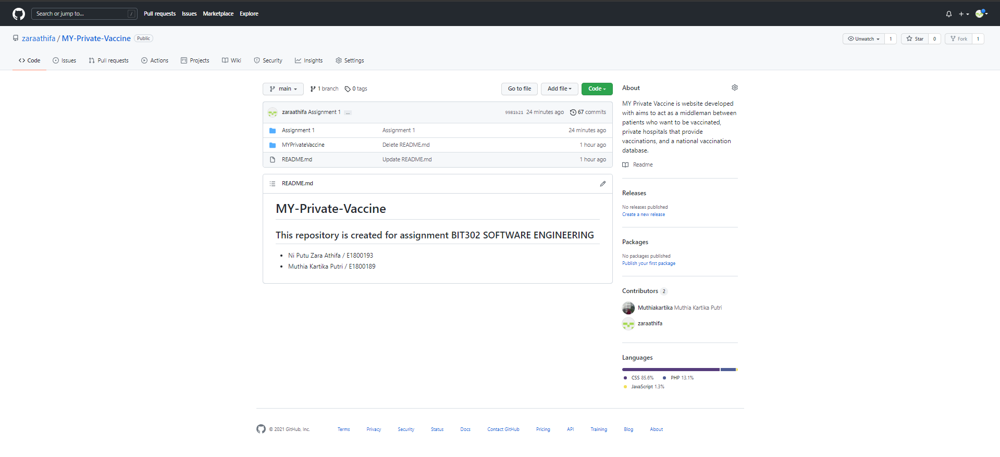 Search or jump to... /
Pull requests Issues Marketplace Explore
zaraathifa / MY-Private-Vaccine Public
Unwatch 1 Star 0 Fork 1
Code Issues Pull requests Actions Projects Wiki Security Insights Settings
main 1 branch 0 tags
Go to file Add file Code
zaraathifa Assignment 1 ... 9981b21 24 minutes ago 67 commits
Assignment 1 Assignment 1 24 minutes ago
MYPrivateVaccine Delete README.md 1 hour ago
README.md Update README.md 1 hour ago
README.md
MY-Private-Vaccine
This repository is created for assignment BIT302 SOFTWARE ENGINEERING
• Ni Putu Zara Athifa / E1800193
• Muthia Kartika Putri / E1800189
About
MY Private Vaccine is website developed
with aims to act as a middleman between
patients who want to be vaccinated,
private hospitals that provide
vaccinations, and a national vaccination
database.
Readme
Releases
No releases published
Create a new release
Packages
No packages published
Publish your first package
Contributors 2
Muthiakartika Muthia Kartika Putri
zaraathifa
Languages
CSS 85.6% PHP 13.1%
JavaScript 1.3%
© 2021 GitHub, Inc. Terms Privacy Security Status Docs Contact GitHub Pricing API Training Blog About